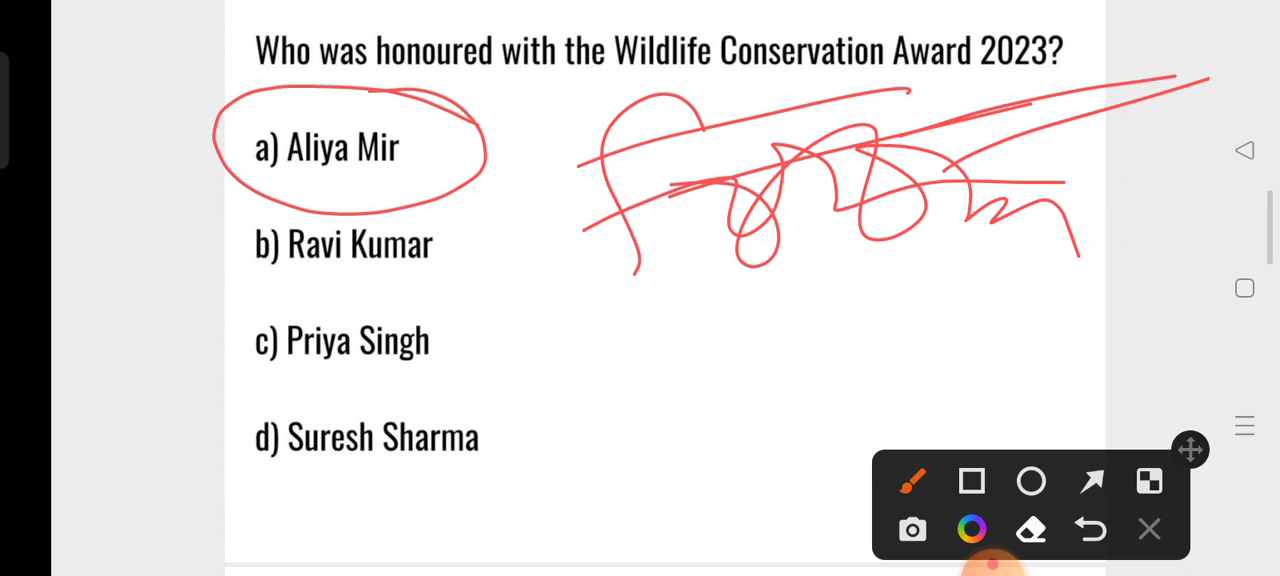 Who was honoured with the Wildlife Conservation Award 2023?
a) Aliya Mir
b) Ravi Kumar
c) Priya Singh
d) Suresh Sharma